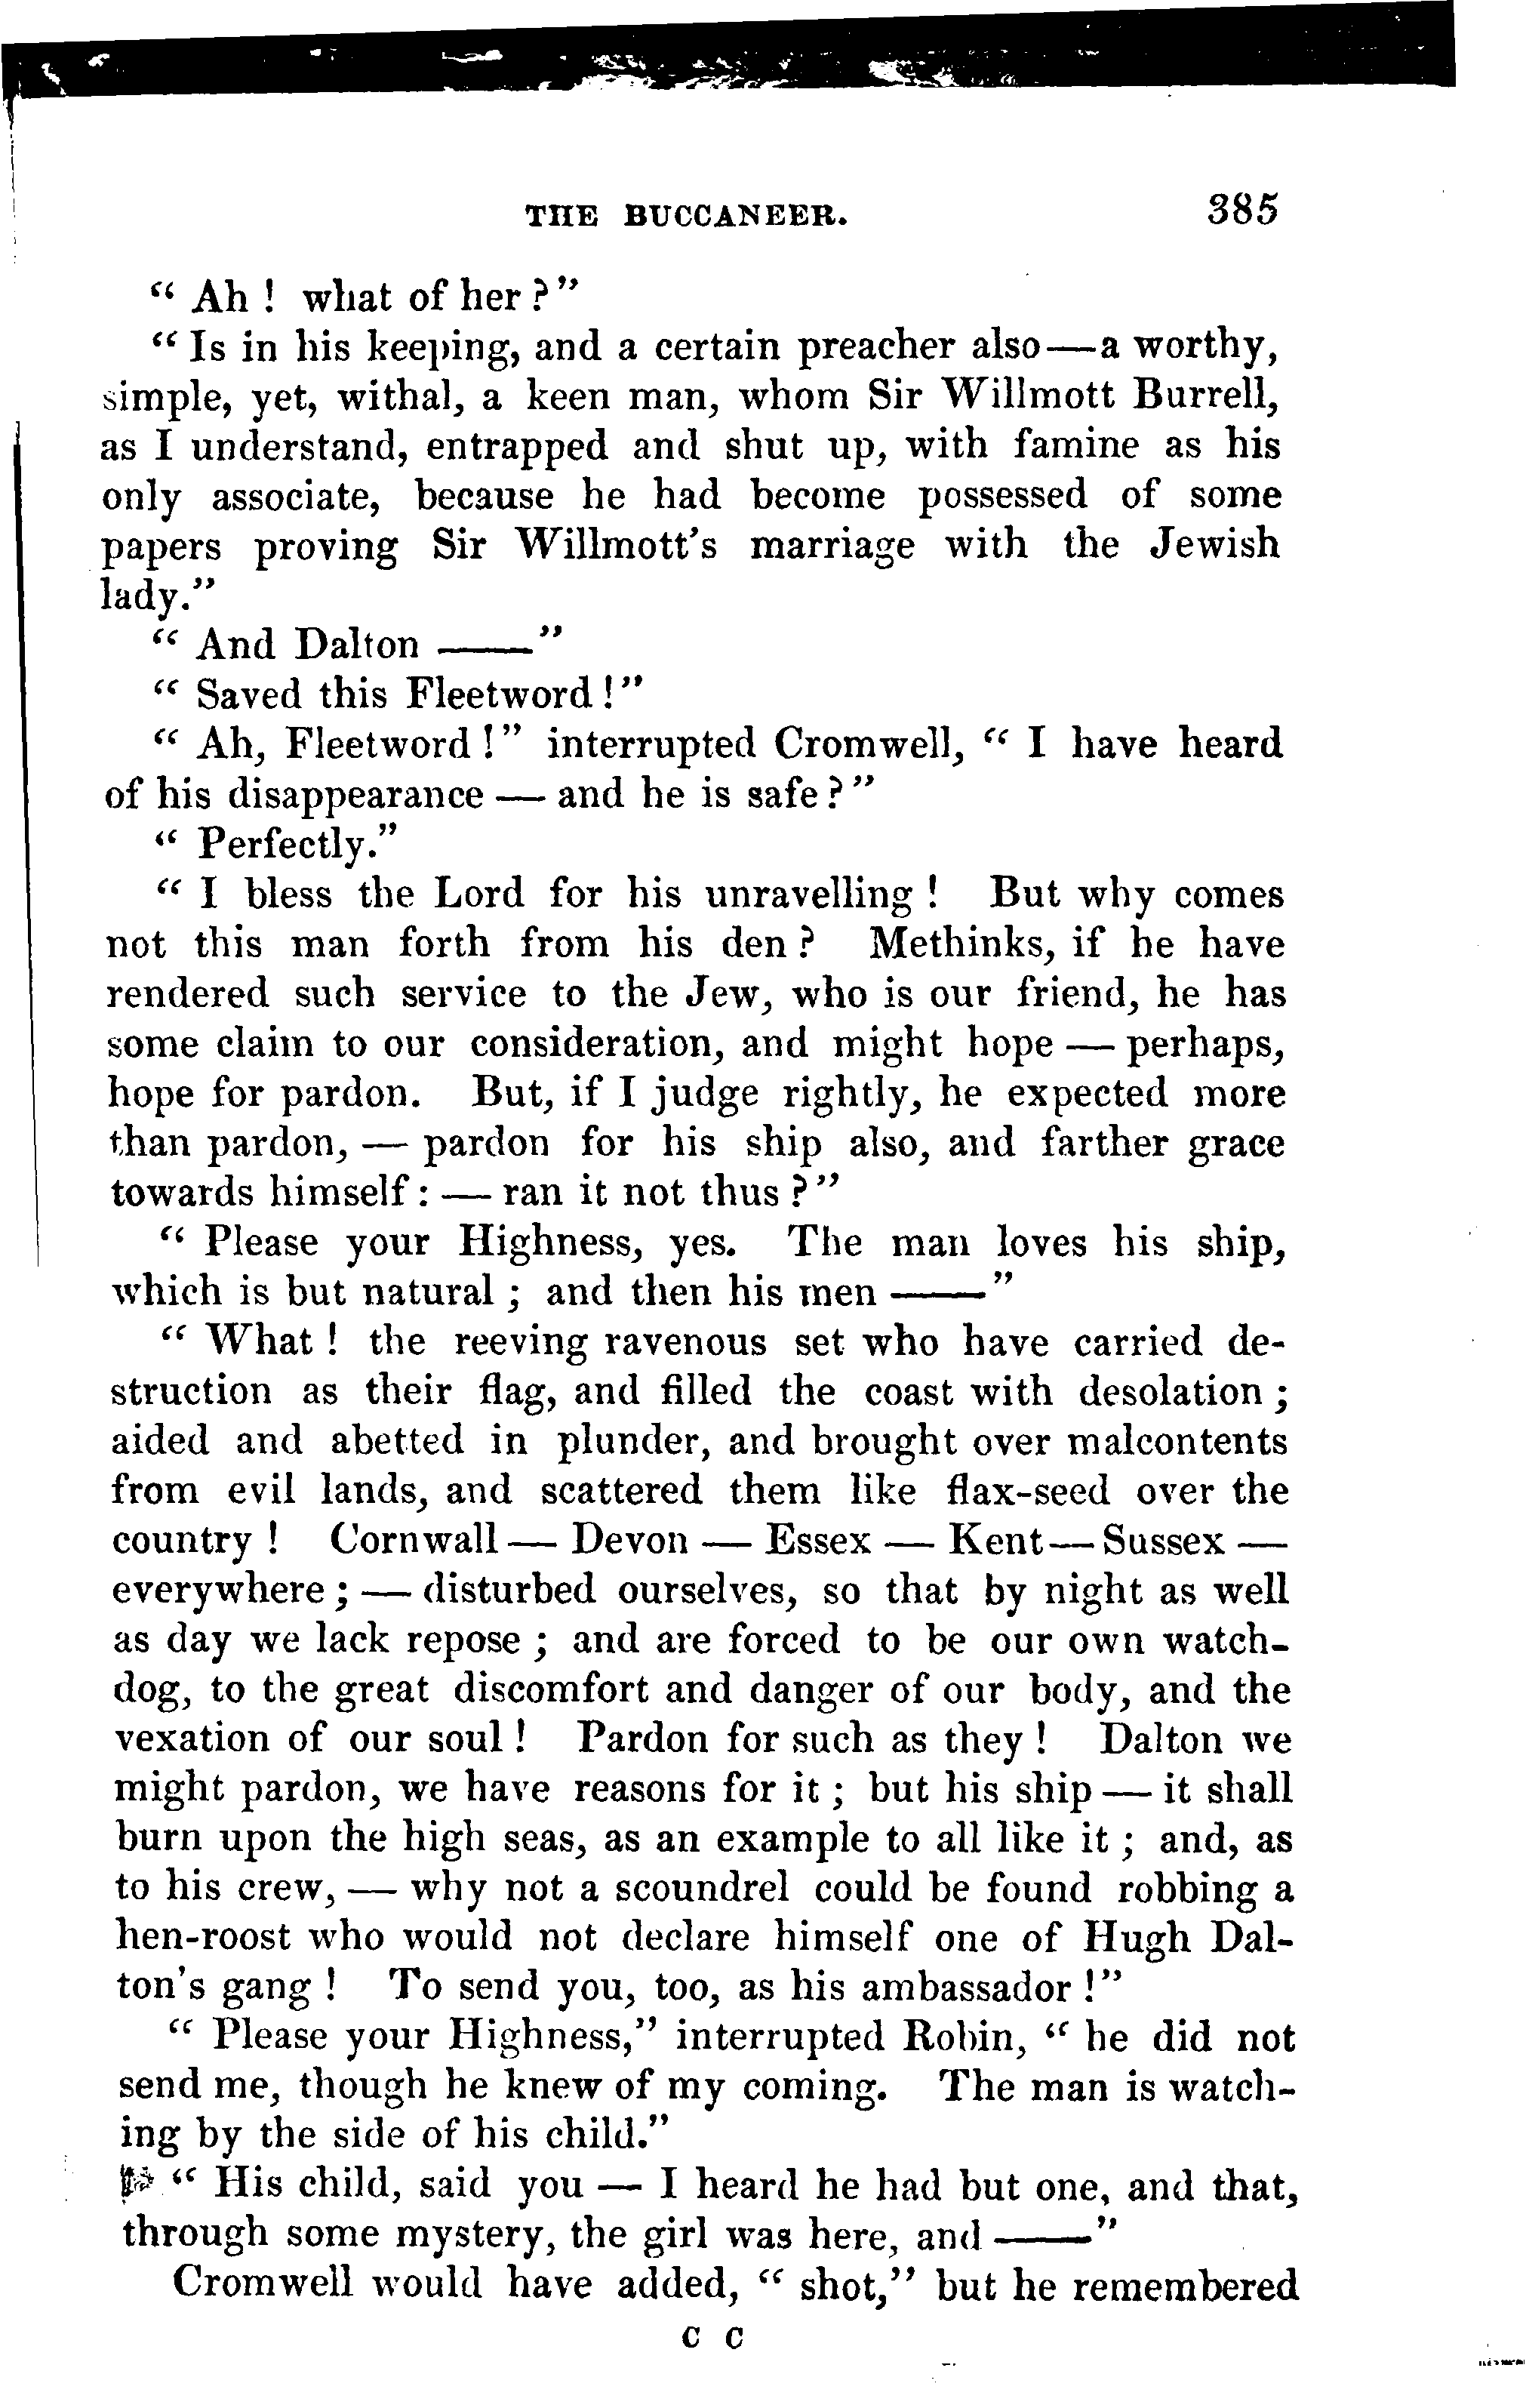 THE BUCCANEER. 385
“ Ah ! what of her ?”
“ Is in his keeping, and a certain preacher also—a worthy,
simple, yet, withal, a keen man, whom Sir Willmott Burrell,
as I understand, entrapped and shut up, with famine as his
only associate, because he had become possessed of some
papers proving Sir Willmott’s marriage with the Jewish
lady.”
“ And Dalton ——”
“ Saved this Fleetword !”
“ Ah, Fleetword !” interrupted Cromwell, “ I have heard
of his disappearance — and he is safe ?”
“ Perfectly.”
“ I bless the Lord for his unravelling ! But why comes
not this man forth from his den ? Methinks, if he have
rendered such service to the Jew, who is our friend, he has
some claim to our consideration, and might hope — perhaps,
hope for pardon. But, if I judge rightly, he expected more
than pardon, — pardon for his ship also, and farther grace
towards himself : — ran it not thus ?”
“ Please your Highness, yes. The man loves his ship,
which is but natural ; and then his men ——”
“ What ! the reeving ravenous set who have carried de-
struction as their flag, and filled the coast with desolation ;
aided and abetted in plunder, and brought over malcontents
from evil lands, and scattered them like flax-seed over the
country ! Cornwall — Devon — Essex — Kent — Sussex —
everywhere ; — disturbed ourselves, so that by night as well
as day we lack repose ; and are forced to be our own watch-
dog, to the great discomfort and danger of our body, and the
vexation of our soul ! Pardon for such as they ! Dalton we
might pardon, we have reasons for it ; but his ship — it shall
burn upon the high seas, as an example to all like it ; and, as
to his crew, — why not a scoundrel could be found robbing a
hen-roost who would not declare himself one of Hugh Dal-
ton’s gang ! To send you, too, as his ambassador !”
“ Please your Highness,” interrupted Robin, “ he did not
send me, though he knew of my coming. The man is watch-
ing by the side of his child.”
“ His child, said you — I heard he had but one, and that,
through some mystery, the girl was here, and ——”
Cromwell would have added, “ shot,” but he remembered
C C